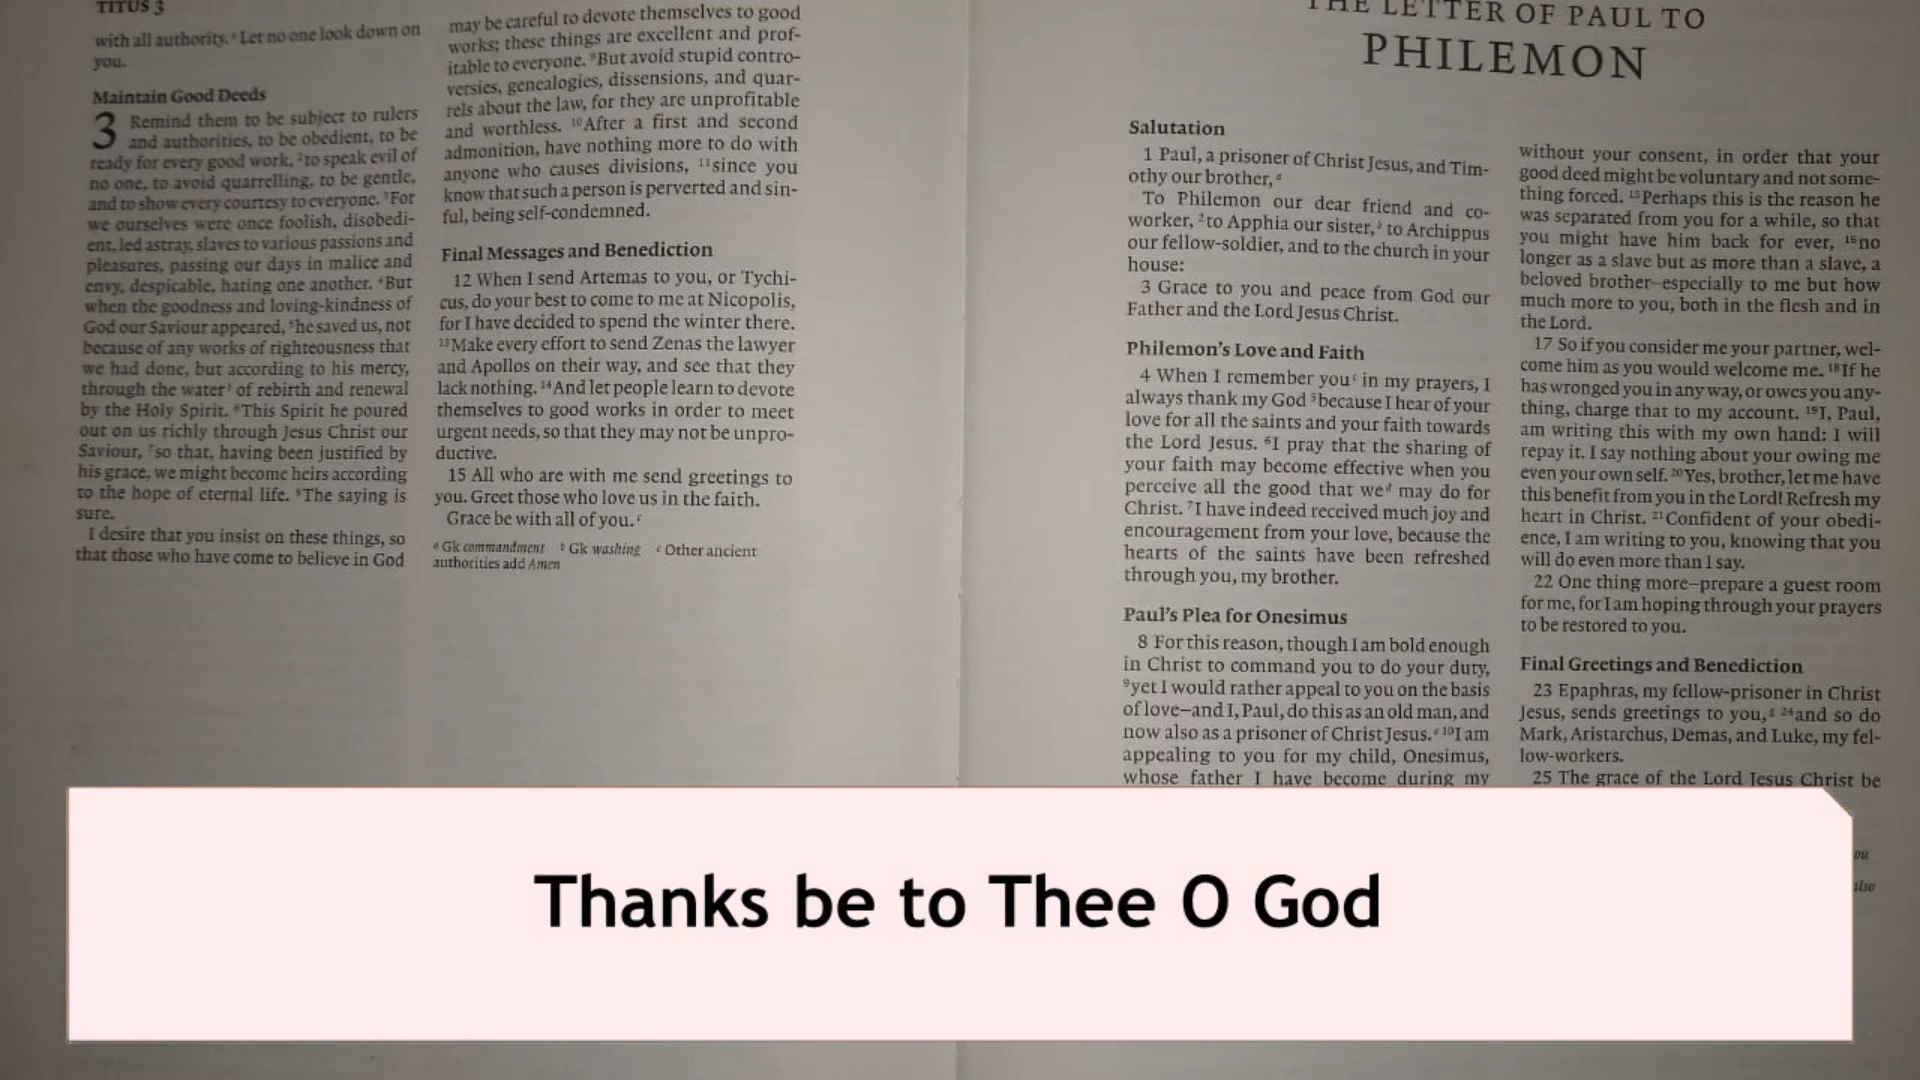 TITUS 3
with all authority.ᵃ Let no one look down on
you.
Maintain Good Deeds
3 Remind them to be subject to rulers
and authorities, to be obedient, to be
ready for every good work, ²to speak evil of
no one, to avoid quarrelling, to be gentle,
and to show every courtesy to everyone. ³For
we ourselves were once foolish, disobedi-
ent, led astray, slaves to various passions and
pleasures, passing our days in malice and
envy, despicable, hating one another. ⁴But
when the goodness and loving-kindness of
God our Saviour appeared, ⁵he saved us, not
because of any works of righteousness that
we had done, but according to his mercy,
through the waterᵇ of rebirth and renewal
by the Holy Spirit. ⁶This Spirit he poured
out on us richly through Jesus Christ our
Saviour, ⁷so that, having been justified by
his grace, we might become heirs according
to the hope of eternal life. ⁸The saying is
sure.
I desire that you insist on these things, so
that those who have come to believe in God
may be careful to devote themselves to good
works; these things are excellent and prof-
itable to everyone. ⁹But avoid stupid contro-
versies, genealogies, dissensions, and quar-
rels about the law, for they are unprofitable
and worthless. ¹⁰After a first and second
admonition, have nothing more to do with
anyone who causes divisions, ¹¹since you
know that such a person is perverted and sin-
ful, being self-condemned.
Final Messages and Benediction
12 When I send Artemas to you, or Tychi-
cus, do your best to come to me at Nicopolis,
for I have decided to spend the winter there.
¹³Make every effort to send Zenas the lawyer
and Apollos on their way, and see that they
lack nothing. ¹⁴And let people learn to devote
themselves to good works in order to meet
urgent needs, so that they may not be unpro-
ductive.
15 All who are with me send greetings to
you. Greet those who love us in the faith.
Grace be with all of you.ᶜ
ᵃ Gk commandment ᵇ Gk washing ᶜ Other ancient
authorities add Amen
THE LETTER OF PAUL TO
PHILEMON
Salutation
1 Paul, a prisoner of Christ Jesus, and Tim-
othy our brother,ᵃ
To Philemon our dear friend and co-
worker, ²to Apphia our sister,ᵇ to Archippus
our fellow-soldier, and to the church in your
house:
3 Grace to you and peace from God our
Father and the Lord Jesus Christ.
Philemon's Love and Faith
4 When I remember youᶜ in my prayers, I
always thank my God ⁵because I hear of your
love for all the saints and your faith towards
the Lord Jesus. ⁶I pray that the sharing of
your faith may become effective when you
perceive all the good that weᵈ may do for
Christ. ⁷I have indeed received much joy and
encouragement from your love, because the
hearts of the saints have been refreshed
through you, my brother.
Paul's Plea for Onesimus
8 For this reason, though I am bold enough
in Christ to command you to do your duty,
⁹yet I would rather appeal to you on the basis
of love–and I, Paul, do this as an old man, and
now also as a prisoner of Christ Jesus.ᵉ ¹⁰I am
appealing to you for my child, Onesimus,
whose father I have become during my
without your consent, in order that your
good deed might be voluntary and not some-
thing forced. ¹⁵Perhaps this is the reason he
was separated from you for a while, so that
you might have him back for ever, ¹⁶no
longer as a slave but as more than a slave, a
beloved brother–especially to me but how
much more to you, both in the flesh and in
the Lord.
17 So if you consider me your partner, wel-
come him as you would welcome me. ¹⁸If he
has wronged you in any way, or owes you any-
thing, charge that to my account. ¹⁹I, Paul,
am writing this with my own hand: I will
repay it. I say nothing about your owing me
even your own self. ²⁰Yes, brother, let me have
this benefit from you in the Lord! Refresh my
heart in Christ. ²¹Confident of your obedi-
ence, I am writing to you, knowing that you
will do even more than I say.
22 One thing more–prepare a guest room
for me, for I am hoping through your prayers
to be restored to you.
Final Greetings and Benediction
23 Epaphras, my fellow-prisoner in Christ
Jesus, sends greetings to you,ᵍ ²⁴and so do
Mark, Aristarchus, Demas, and Luke, my fel-
low-workers.
25 The grace of the Lord Jesus Christ be
ou
also
Thanks be to Thee O God